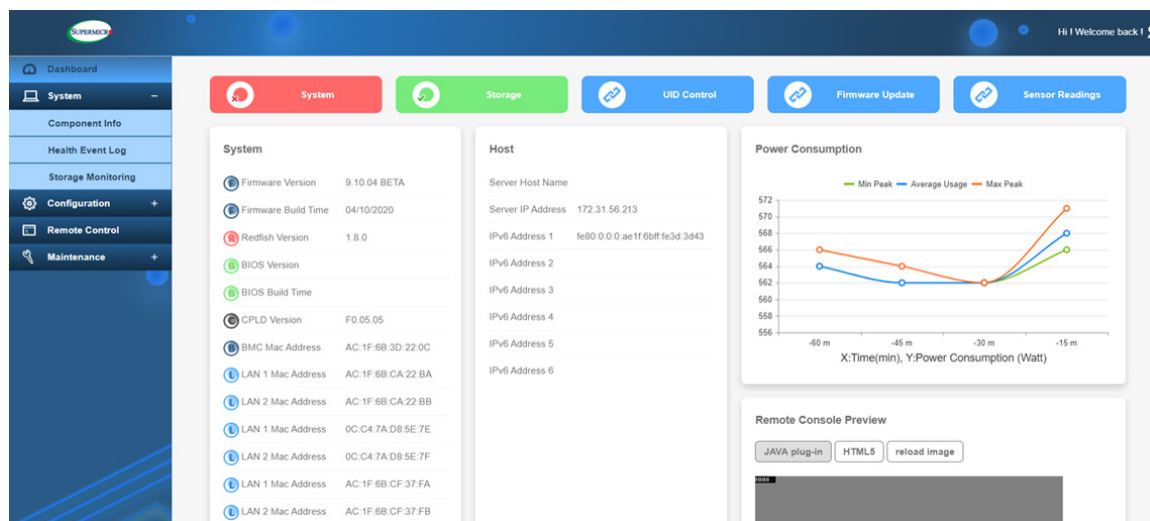 SUPERMICR
Hi ! Welcome back !
Dashboard
System –
Component Info
Health Event Log
Storage Monitoring
Configuration +
Remote Control
Maintenance +
System
Storage
UID Control
Firmware Update
Sensor Readings
System
Firmware Version 9.10.04 BETA
Firmware Build Time 04/10/2020
Redfish Version 1.8.0
BIOS Version
BIOS Build Time
CPLD Version F0.05.05
BMC Mac Address AC:1F:6B:3D:22:0C
LAN 1 Mac Address AC:1F:6B:CA:22:BA
LAN 2 Mac Address AC:1F:6B:CA:22:BB
LAN 1 Mac Address 0C:C4:7A:D8:5E:7E
LAN 2 Mac Address 0C:C4:7A:D8:5E:7F
LAN 1 Mac Address AC:1F:6B:CF:37:FA
LAN 2 Mac Address AC:1F:6B:CF:37:FB
Host
Server Host Name
Server IP Address 172.31.56.213
IPv6 Address 1 fe80:0:0:0:ae1f:6bff:fe3d:3d43
IPv6 Address 2
IPv6 Address 3
IPv6 Address 4
IPv6 Address 5
IPv6 Address 6
Power Consumption
Min Peak Average Usage Max Peak
572
570
568
566
564
562
560
558
556
-60 m -45 m -30 m -15 m
X:Time(min), Y:Power Consumption (Watt)
Remote Console Preview
JAVA plug-in HTML5 reload image